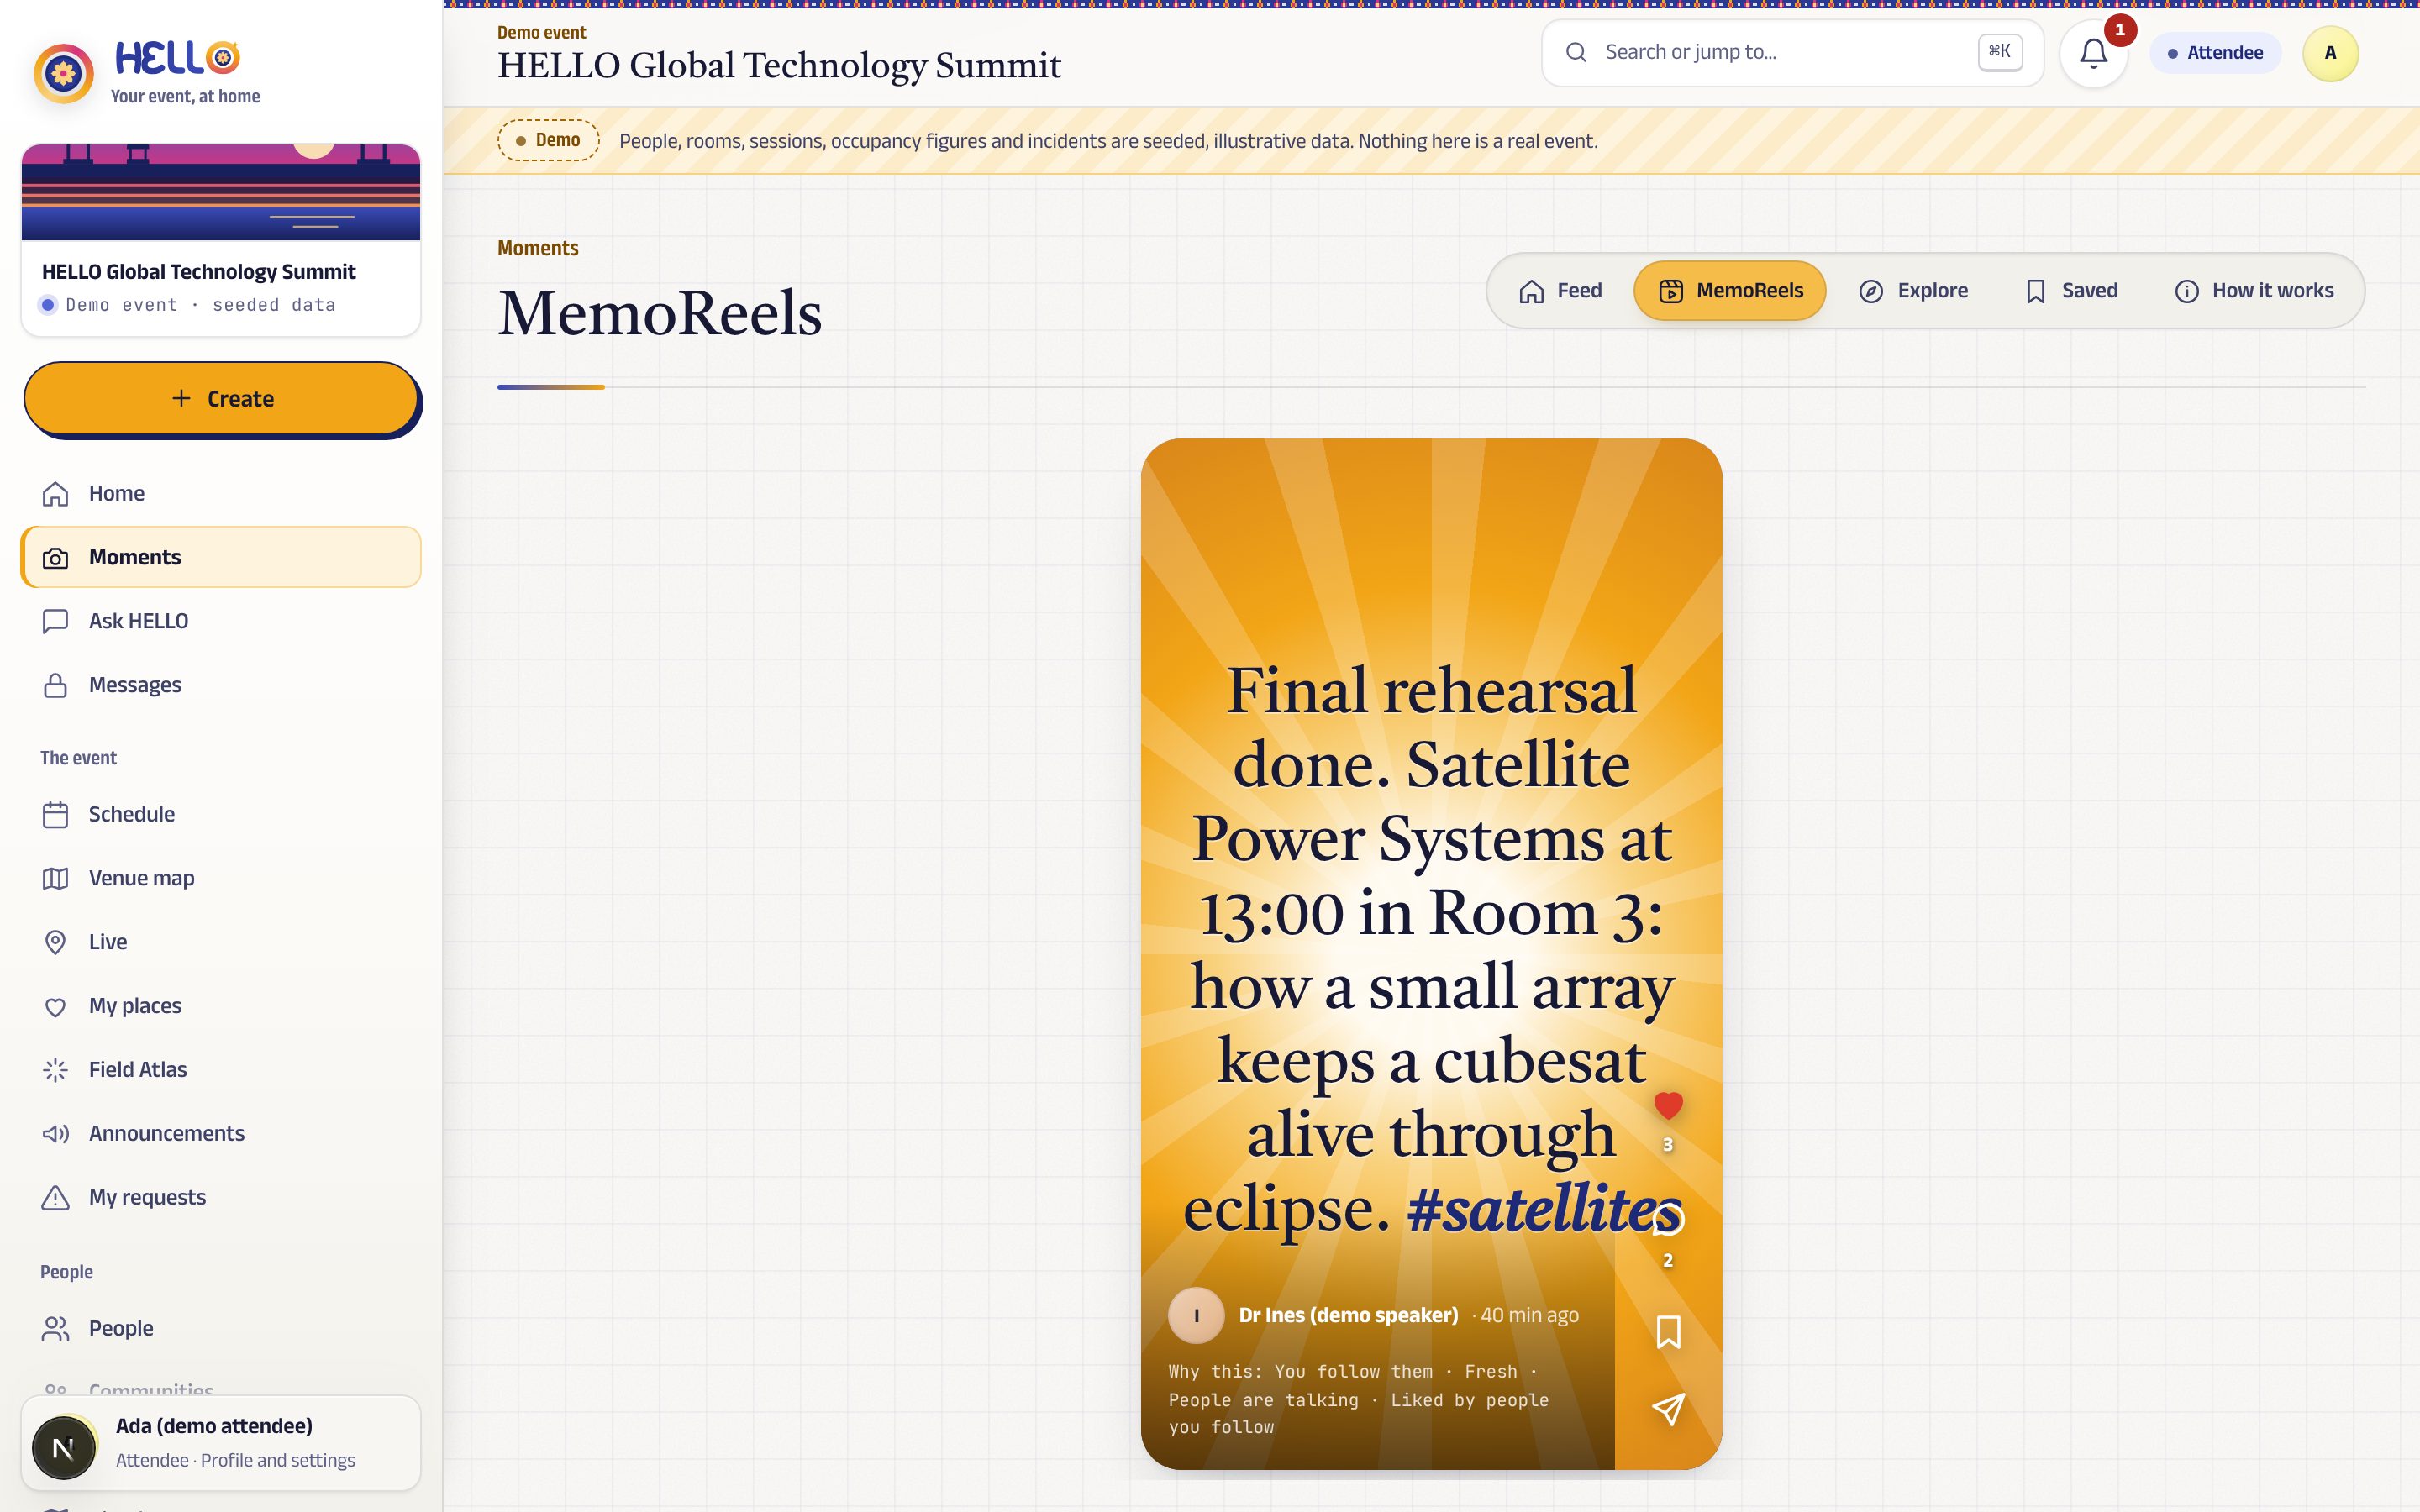 HELLO
Your event, at home
HELLO Global Technology Summit
Demo event · seeded data
+ Create
Home
Moments
Ask HELLO
Messages
The event
Schedule
Venue map
Live
My places
Field Atlas
Announcements
My requests
People
People
Communities
N
Ada (demo attendee)
Attendee · Profile and settings
Demo event
HELLO Global Technology Summit
Search or jump to...
⌘K
1
Attendee
A
Demo
People, rooms, sessions, occupancy figures and incidents are seeded, illustrative data. Nothing here is a real event.
Moments
MemoReels
Feed
MemoReels
Explore
Saved
How it works
Final rehearsal
done. Satellite
Power Systems at
13:00 in Room 3:
how a small array
keeps a cubesat
alive through
eclipse. #satellites
3
2
I
Dr Ines (demo speaker) · 40 min ago
Why this: You follow them · Fresh ·
People are talking · Liked by people
you follow